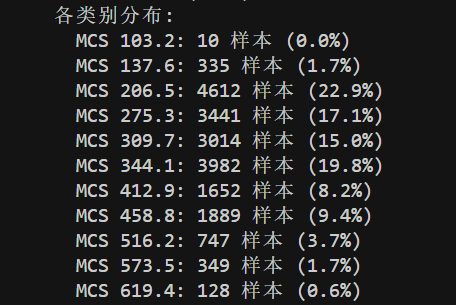 各类别分布:
MCS 103.2: 10 样本 (0.0%)
MCS 137.6: 335 样本 (1.7%)
MCS 206.5: 4612 样本 (22.9%)
MCS 275.3: 3441 样本 (17.1%)
MCS 309.7: 3014 样本 (15.0%)
MCS 344.1: 3982 样本 (19.8%)
MCS 412.9: 1652 样本 (8.2%)
MCS 458.8: 1889 样本 (9.4%)
MCS 516.2: 747 样本 (3.7%)
MCS 573.5: 349 样本 (1.7%)
MCS 619.4: 128 样本 (0.6%)